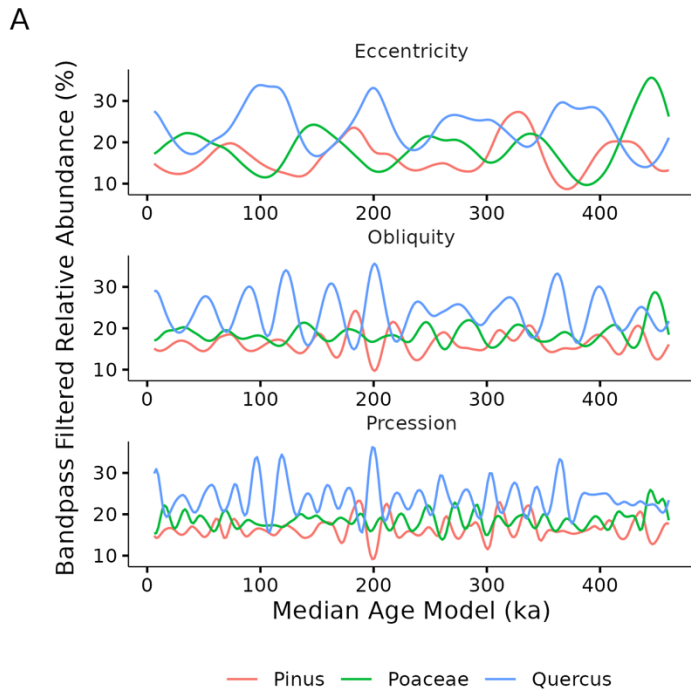 A
Bandpass Filtered Relative Abundance (%)
Eccentricity
30
20
10
0 100 200 300 400
Obliquity
30
20
10
0 100 200 300 400
Prcession
30
20
10
0 100 200 300 400
Median Age Model (ka)
Pinus Poaceae Quercus